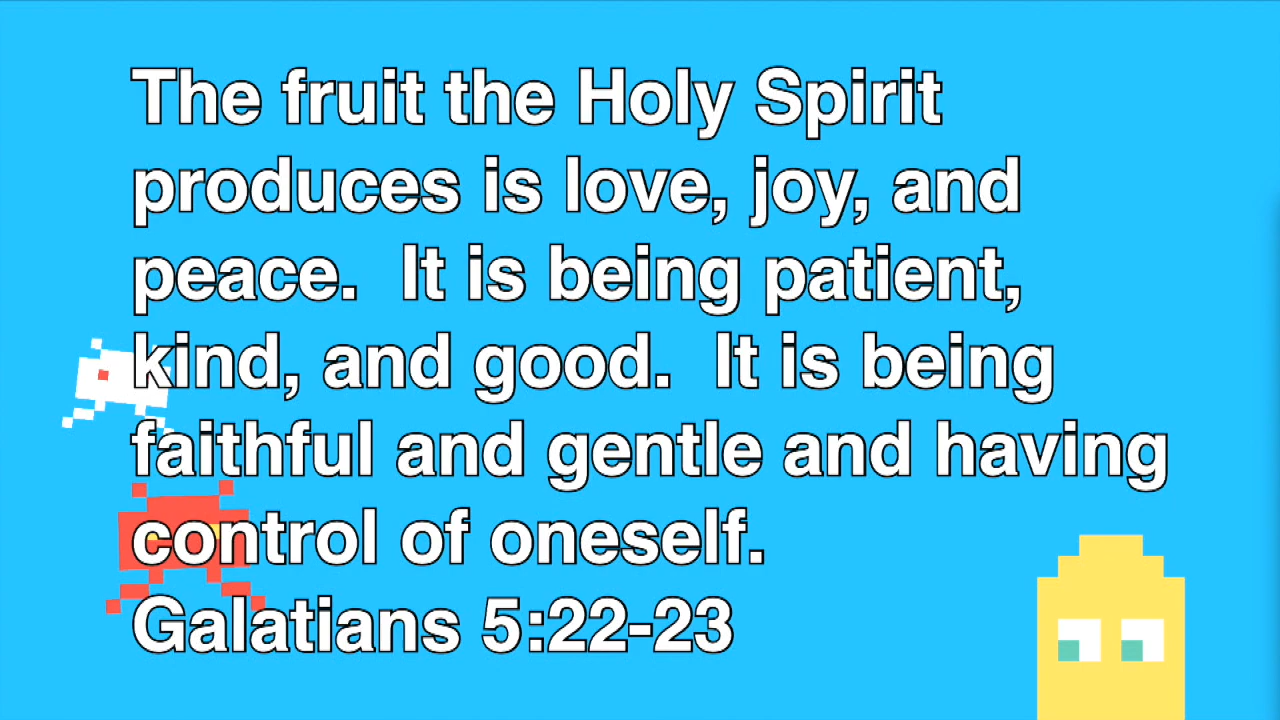 The fruit the Holy Spirit
produces is love, joy, and
peace.  It is being patient,
kind, and good.  It is being
faithful and gentle and having
control of oneself.
Galatians 5:22-23